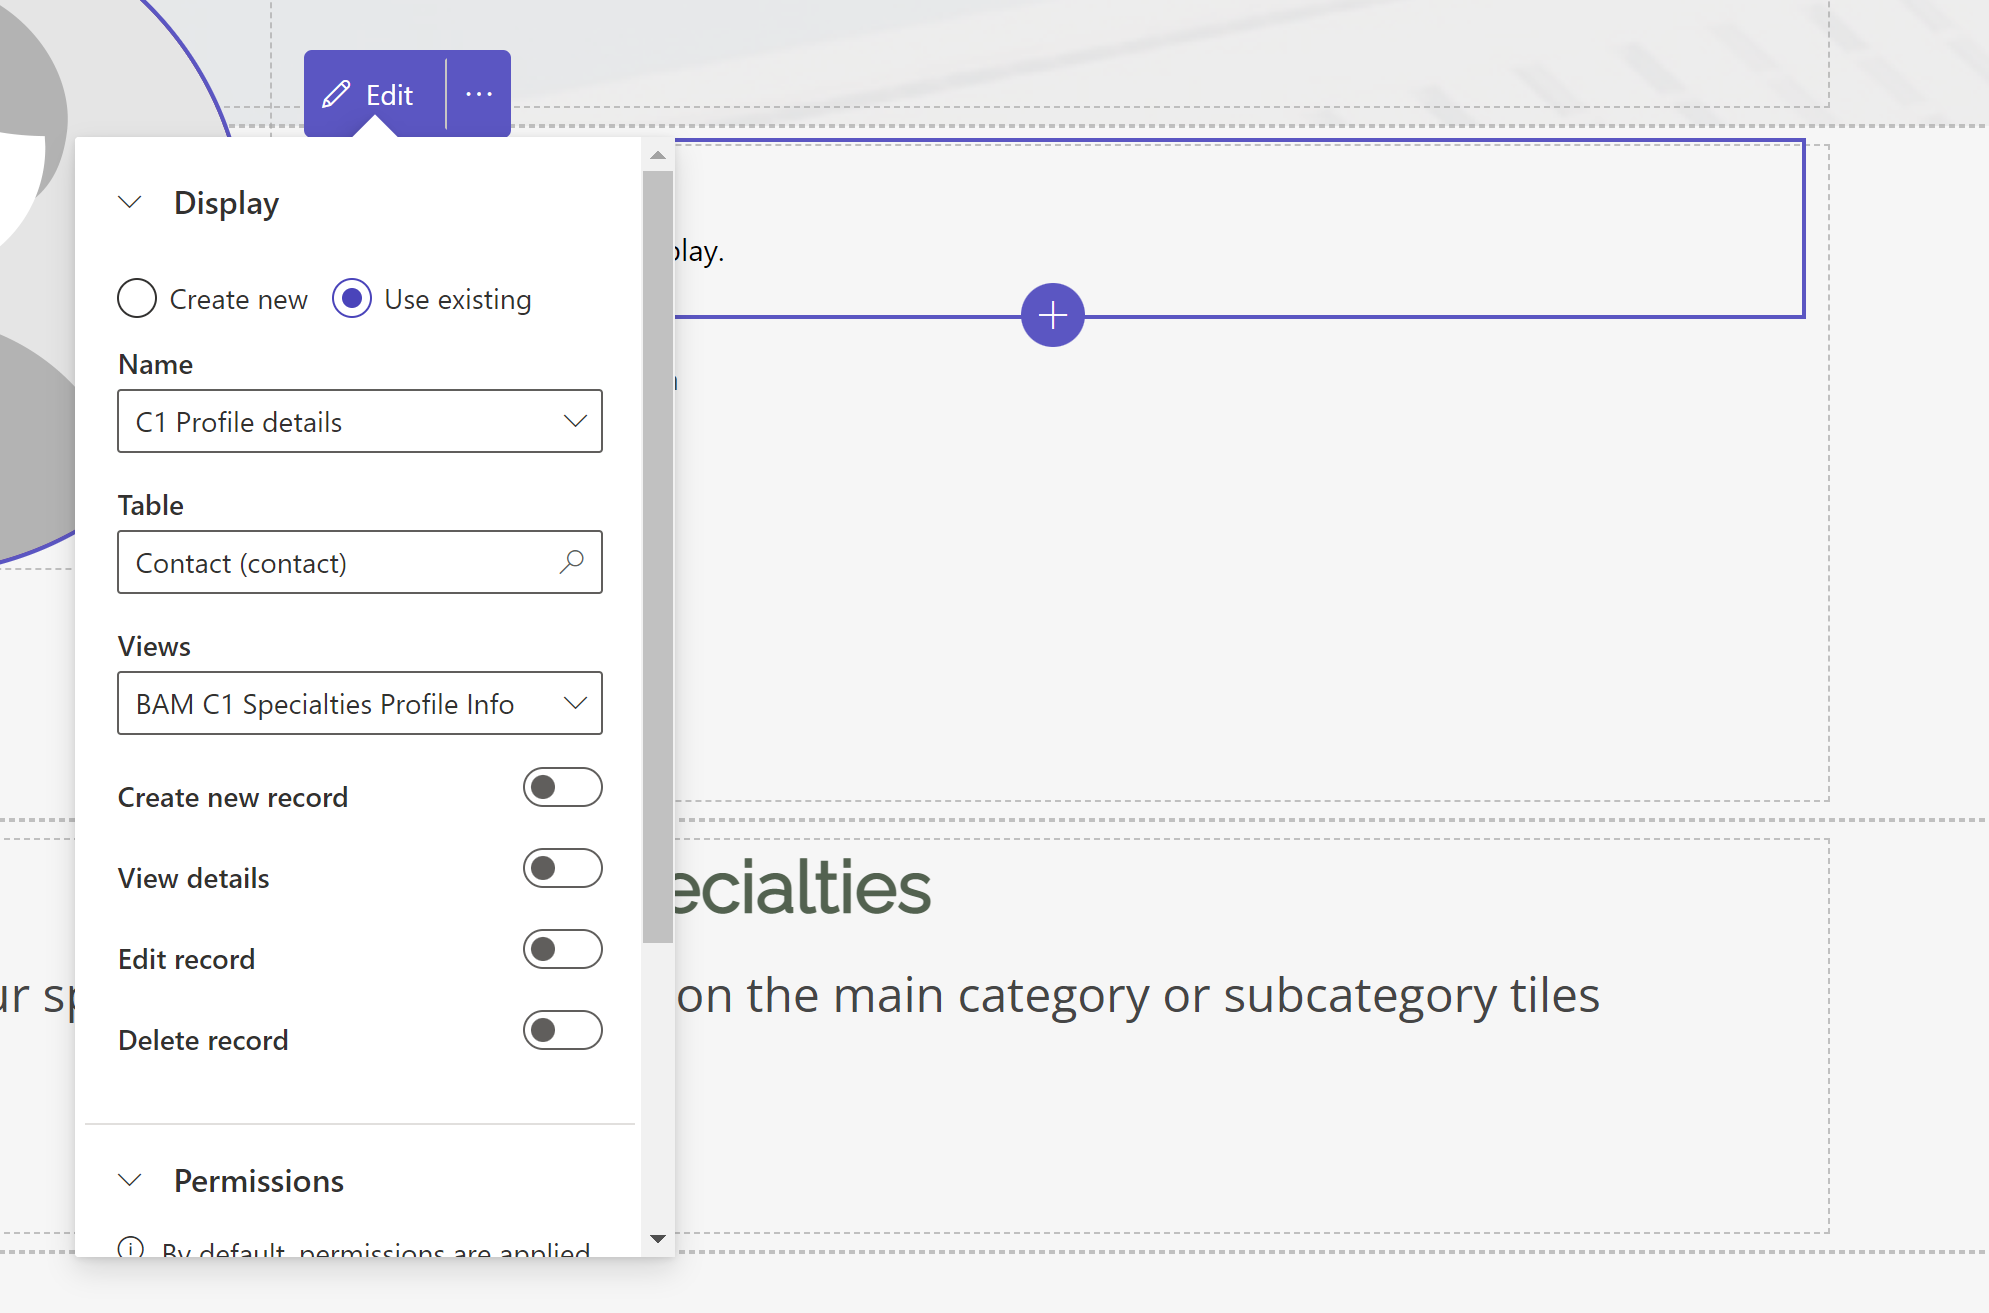 Edit
Display
Create new Use existing
Name
C1 Profile details
Table
Contact (contact)
Views
BAM C1 Specialties Profile Info
Create new record
View details
Edit record
Delete record
Permissions
By default, permissions are applied
play.
ecialties
ur sp
on the main category or subcategory tiles